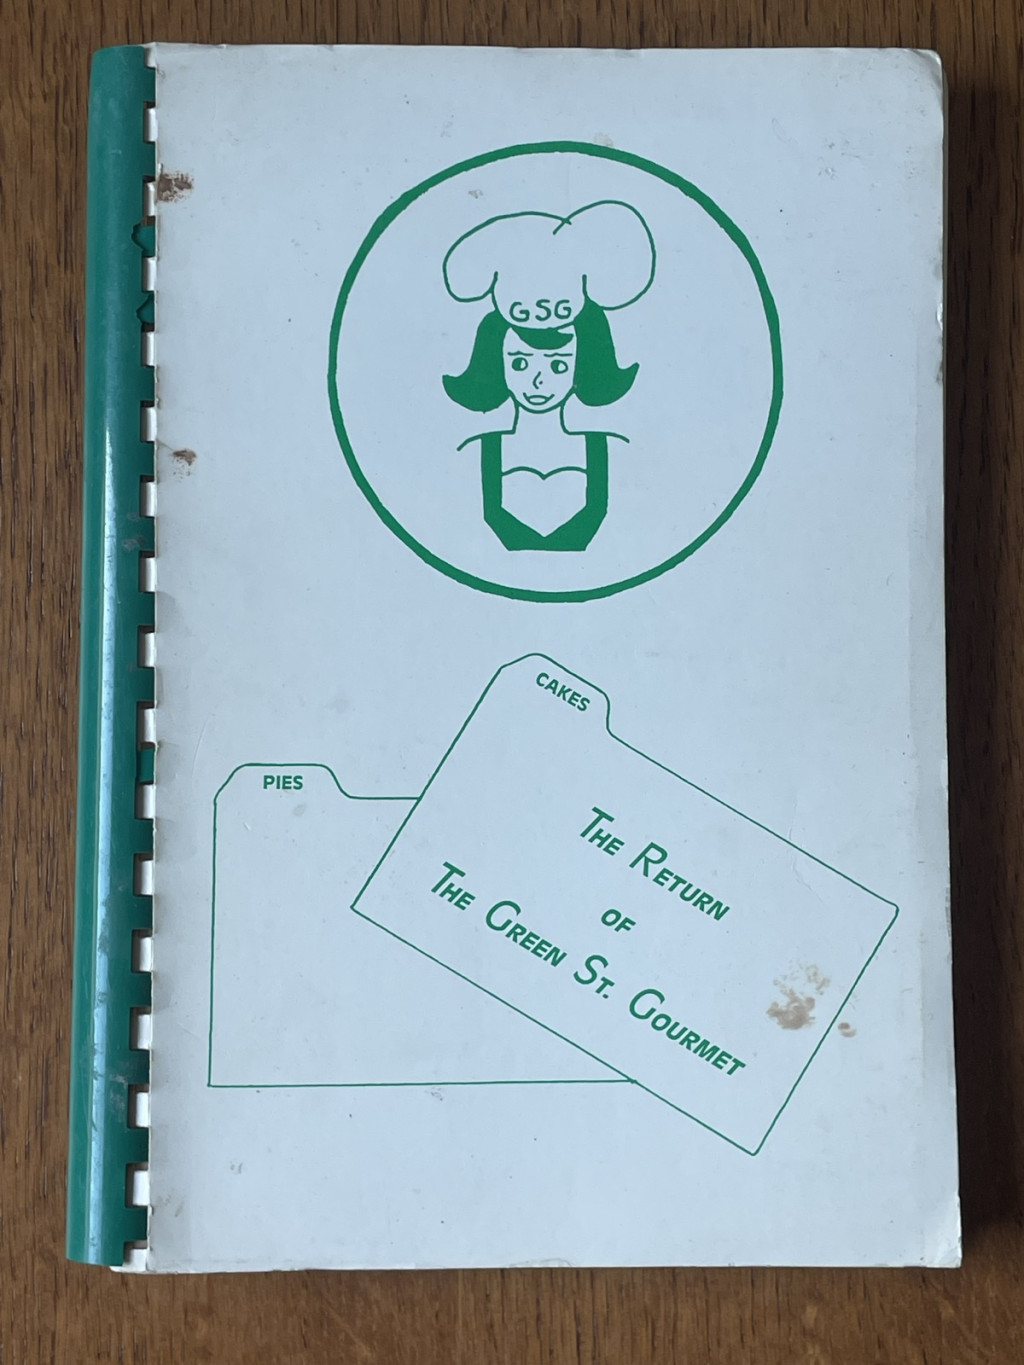 GSG
CAKES
PIES
The Return
of
The Green St. Gourmet